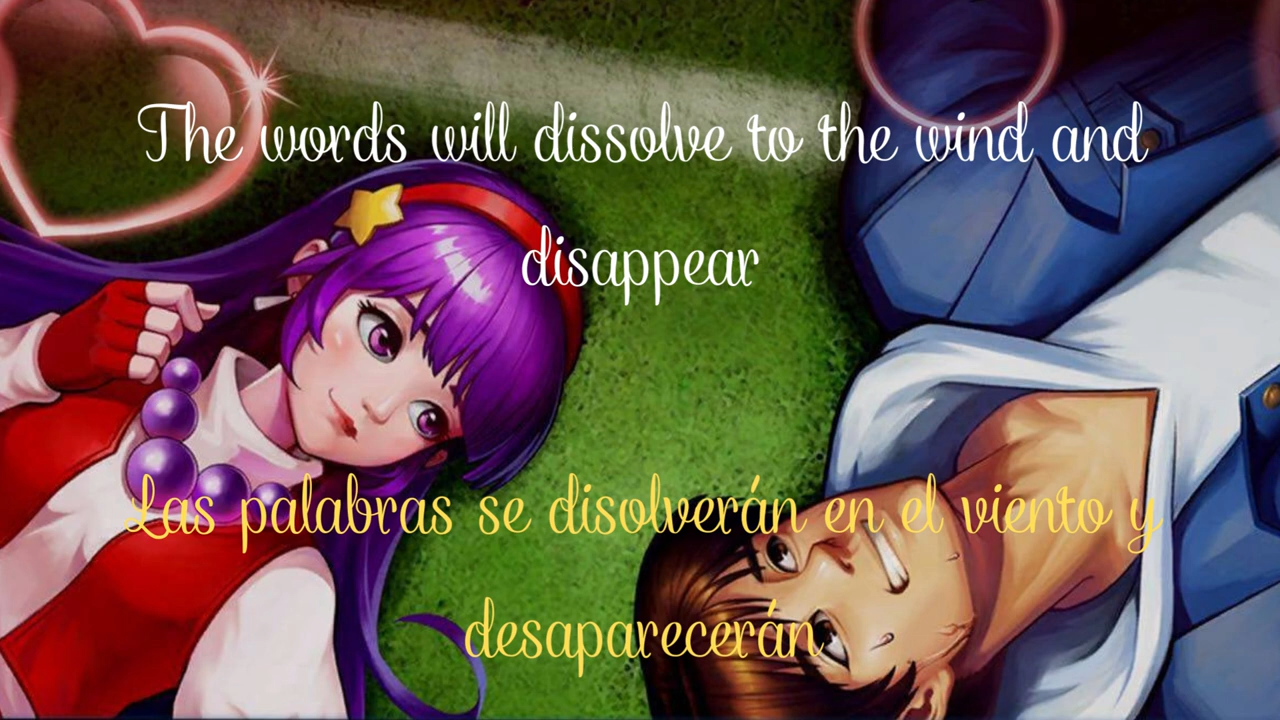 The words will dissolve to the wind and
disappear
Las palabras se disolverán en el viento y
desaparecerán